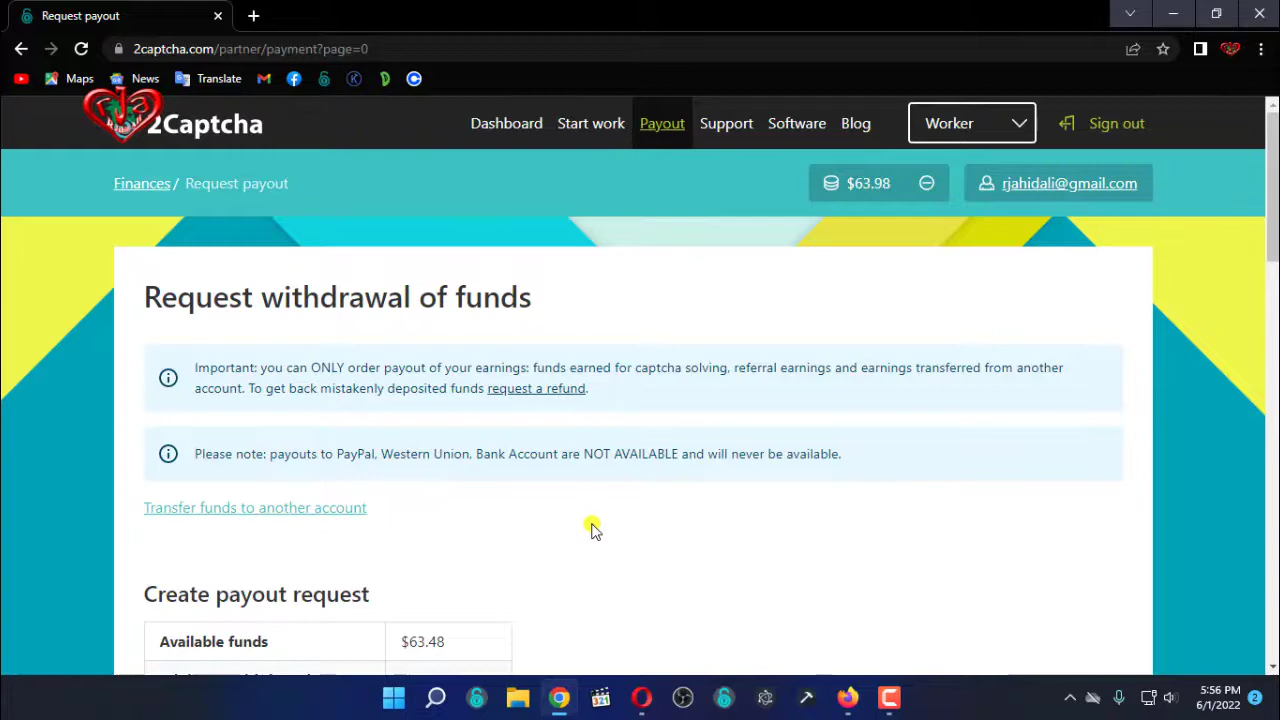 Request payout
2captcha.com/partner/payment?page=0
Maps News Translate
rja
2Captcha
Dashboard Start work Payout Support Software Blog Worker Sign out
Finances / Request payout $63.98 rjahidali@gmail.com
Request withdrawal of funds
Important: you can ONLY order payout of your earnings: funds earned for captcha solving, referral earnings and earnings transferred from another
account. To get back mistakenly deposited funds request a refund.
Please note: payouts to PayPal, Western Union, Bank Account are NOT AVAILABLE and will never be available.
Transfer funds to another account
Create payout request
Available funds $63.48
321
5:56 PM
6/1/2022
2